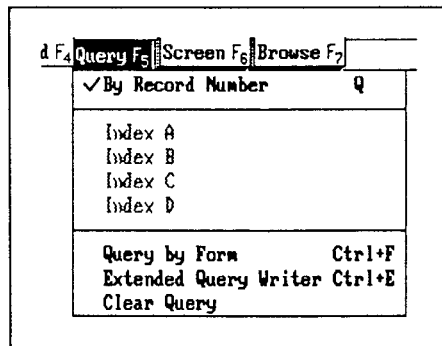 d F4 Query F5 Screen F6 Browse F7
✓By Record Number Q
Index A
Index B
Index C
Index D
Query by Form Ctrl+F
Extended Query Writer Ctrl+E
Clear Query